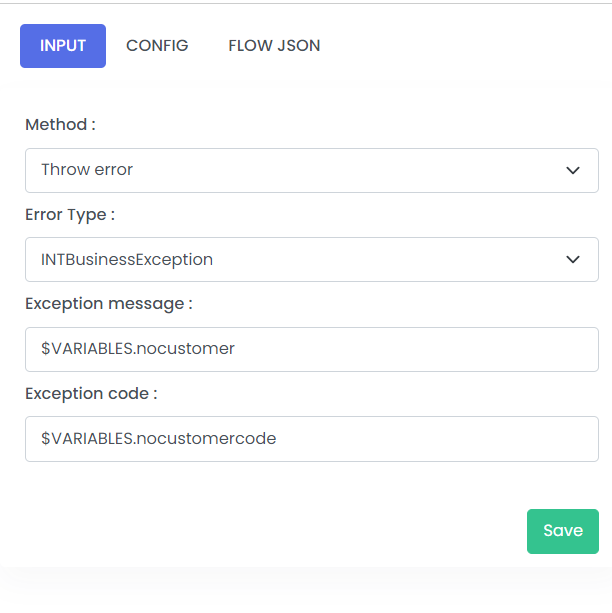 INPUT CONFIG FLOW JSON
Method :
Throw error
Error Type :
INTBusinessException
Exception message :
$VARIABLES.nocustomer
Exception code :
$VARIABLES.nocustomercode
Save